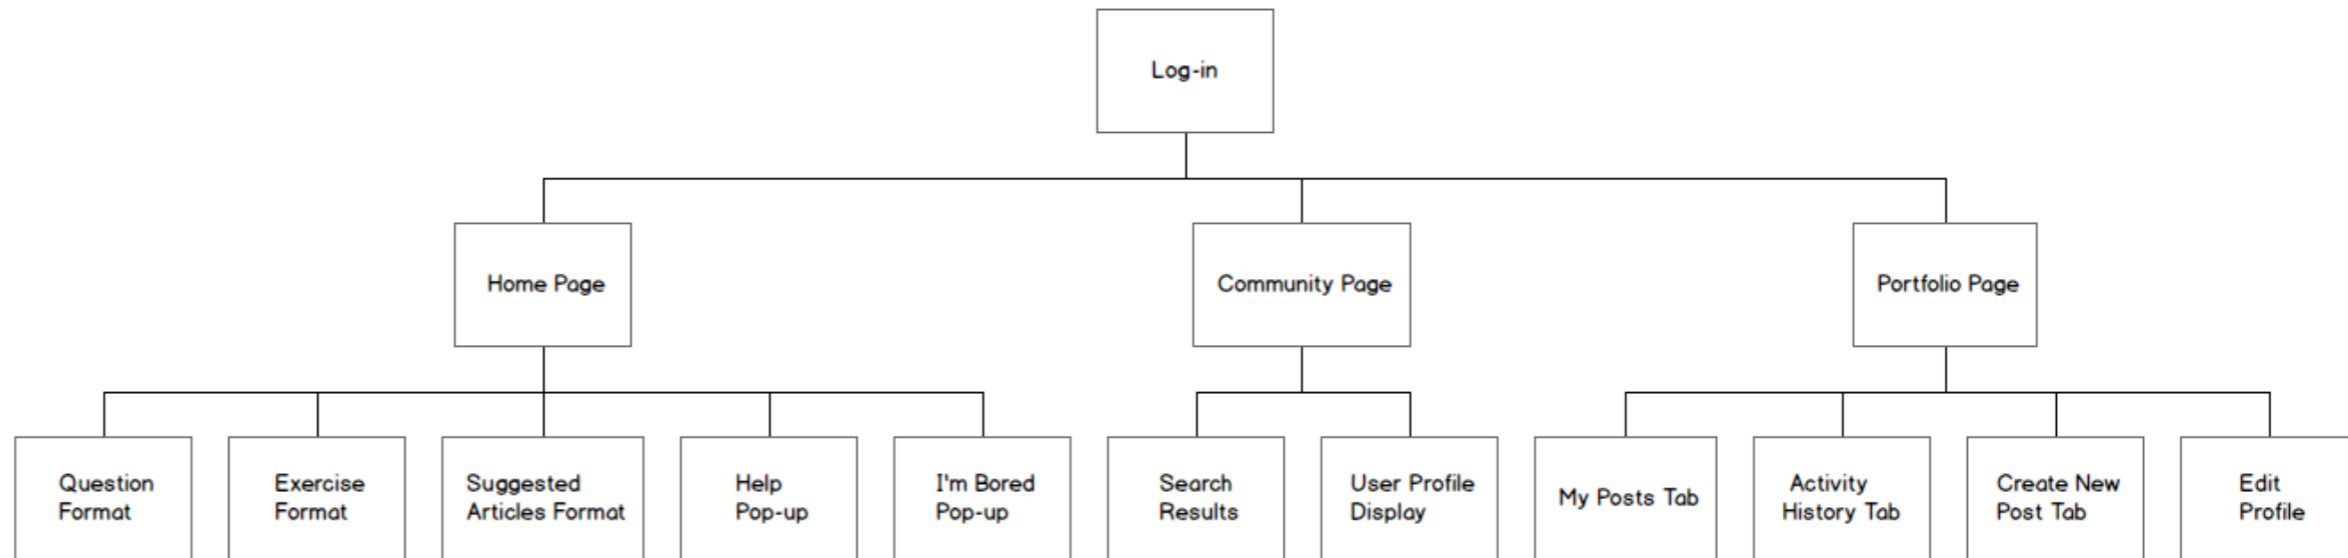 Log-in
Home Page
Community Page
Portfolio Page
Question
Format
Exercise
Format
Suggested
Articles Format
Help
Pop-up
I'm Bored
Pop-up
Search
Results
User Profile
Display
My Posts Tab
Activity
History Tab
Create New
Post Tab
Edit
Profile